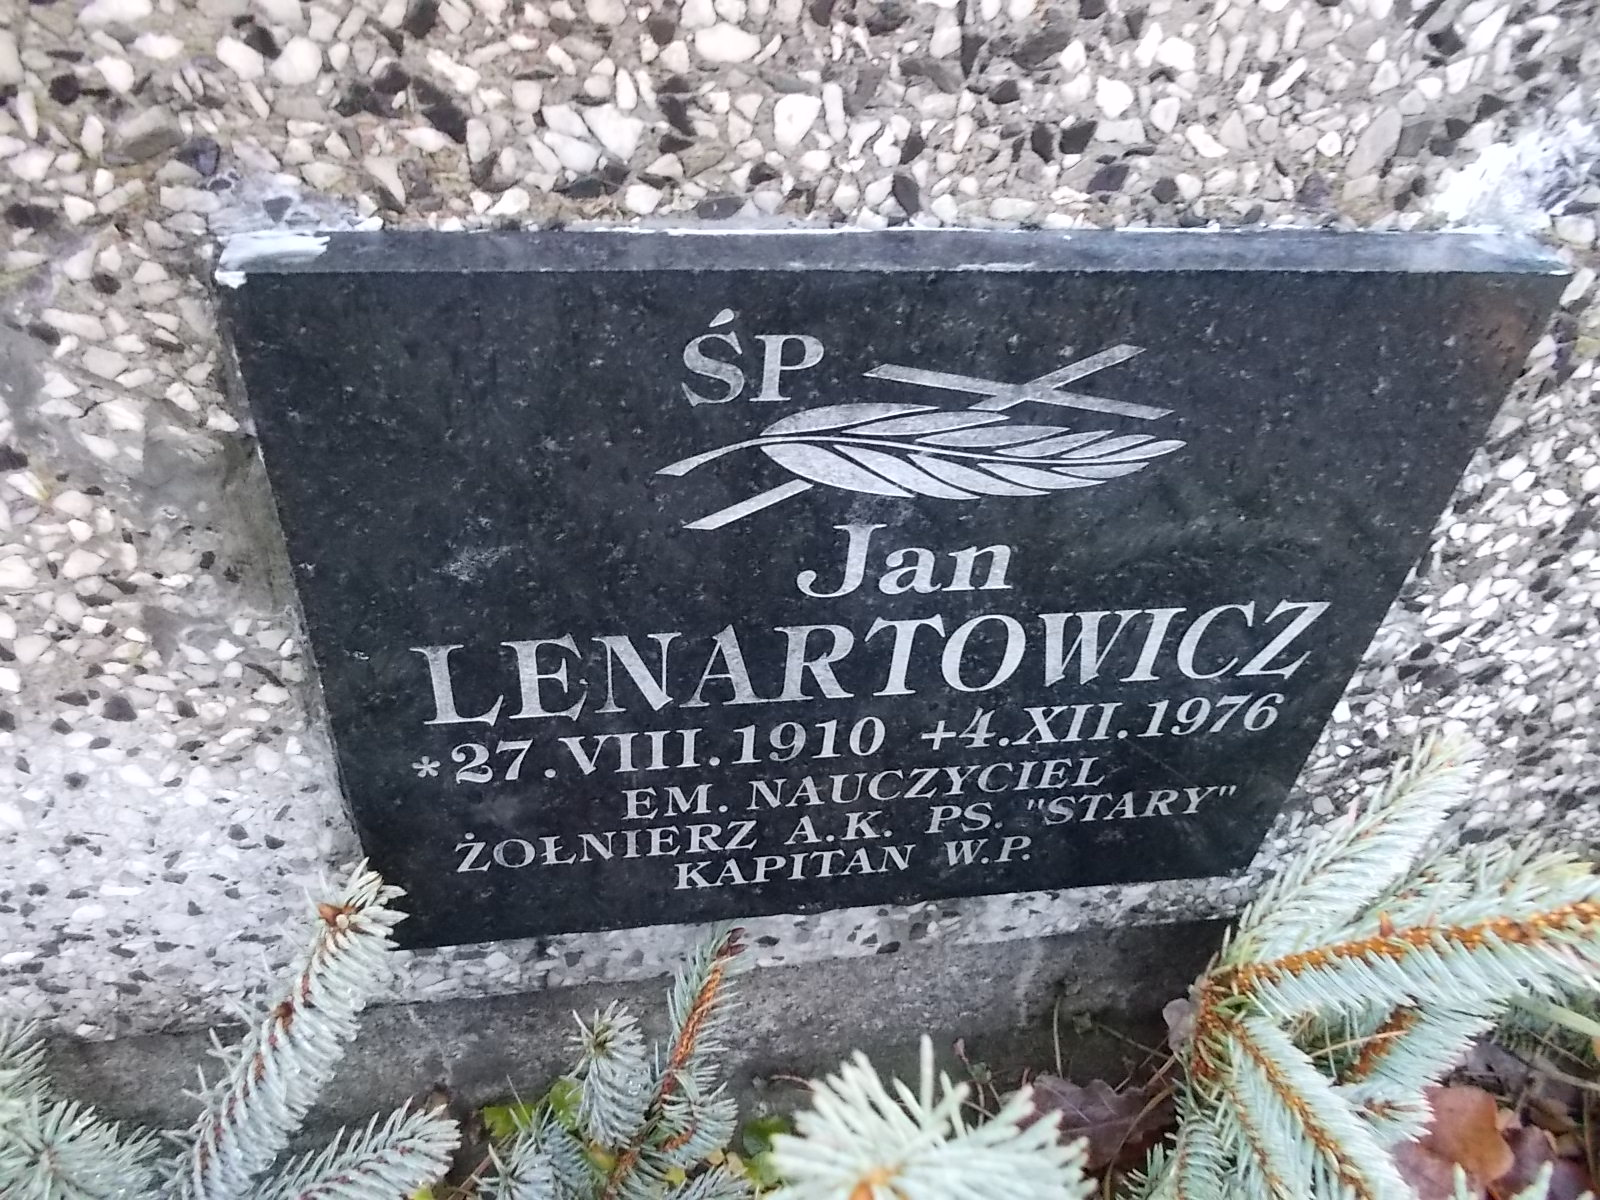 ŚP
Jan
LENARTOWICZ
*27.VIII.1910 +4.XII.1976
EM. NAUCZYCIEL
ŻOŁNIERZ A.K. PS. "STARY"
KAPITAN W.P.